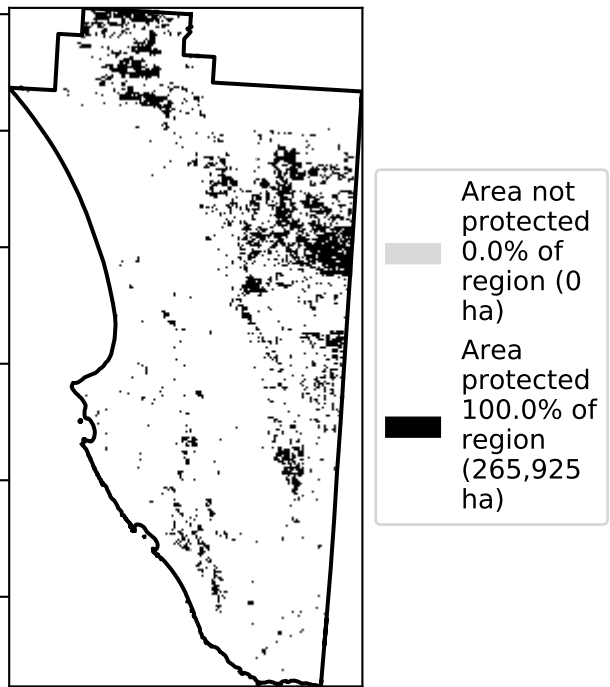 Area not
protected
0.0% of
region (0
ha)
Area
protected
100.0% of
region
(265,925
ha)